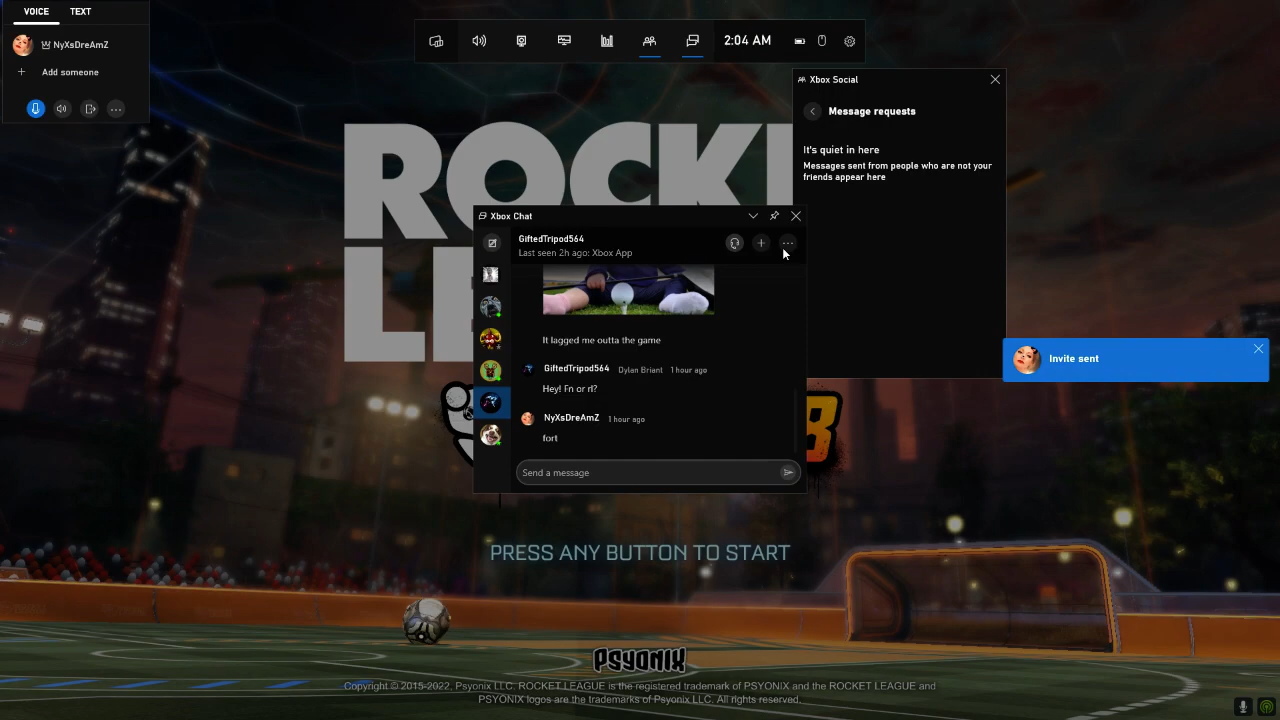 VOICE TEXT
NyXsDreAmZ
Add someone
2:04 AM
Xbox Social
Message requests
It's quiet in here
Messages sent from people who are not your
friends appear here
ROCK
LE
Xbox Chat
GiftedTripod564
Last seen 2h ago: Xbox App
It lagged me outta the game
GiftedTripod564 Dylan Briant 1 hour ago
Hey! Fn or rl?
NyXsDreAmZ 1 hour ago
fort
Send a message
Invite sent
PRESS ANY BUTTON TO START
PSYONIX
Copyright © 2015-2022, Psyonix LLC. ROCKET LEAGUE is the registered trademark of PSYONIX and the ROCKET LEAGUE and
PSYONIX logos are the trademarks of Psyonix LLC. All rights reserved.